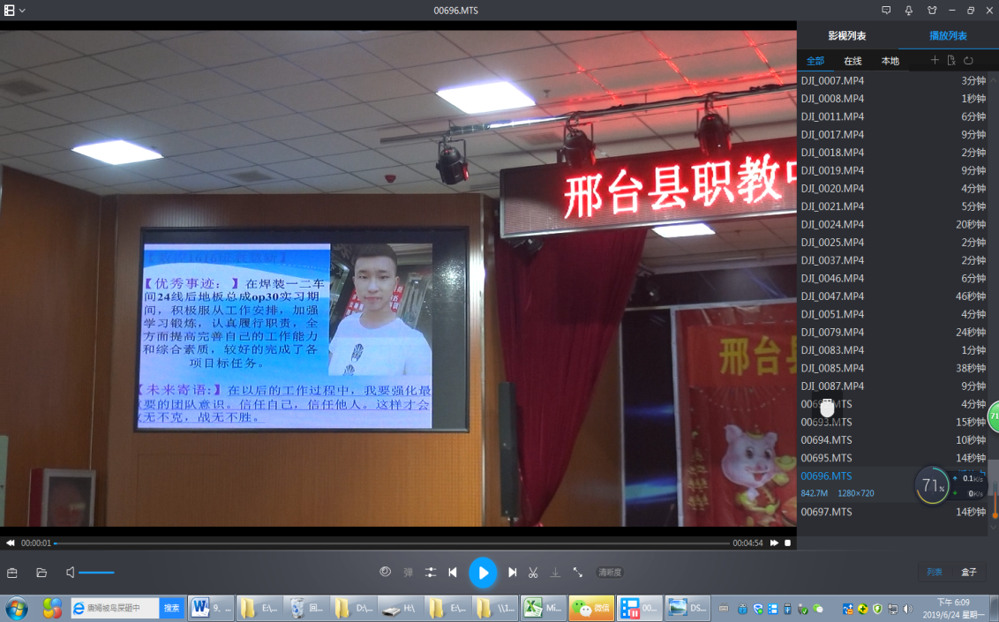 00696.MTS
影视列表
播放列表
全部 在线 本地
DJI_0007.MP4 3分钟
DJI_0008.MP4 1秒钟
DJI_0011.MP4 6分钟
DJI_0017.MP4 9分钟
DJI_0018.MP4 2分钟
DJI_0019.MP4 9分钟
DJI_0020.MP4 4分钟
DJI_0021.MP4 5分钟
DJI_0024.MP4 20秒钟
DJI_0025.MP4 2分钟
DJI_0037.MP4 2分钟
DJI_0046.MP4 6分钟
DJI_0047.MP4 46秒钟
DJI_0051.MP4 4分钟
DJI_0079.MP4 24秒钟
DJI_0083.MP4 1分钟
DJI_0085.MP4 38秒钟
DJI_0087.MP4 9分钟
4分钟
00693.MTS 15秒钟
00694.MTS 10秒钟
00695.MTS 14秒钟
00696.MTS
842.7M 1280×720
00697.MTS 14秒钟
71% 0.1K/s
0K/s
71
邢台县职教
【优秀事迹：】在焊装一二车
间24线后地板总成op30实习期
间，积极服从工作安排，加强
学习锻炼，认真履行职责，全
方面提高完善自己的工作能力
和综合素质，较好的完成了各
项目标任务。
【未来寄语:】在以后的工作过程中，我要强化最
要的团队意识。信任自己，信任他人。这样才会
无不克，战无不胜。
邢台县
00:00:01
00:04:54
弹
清晰度
列表 盒子
唐嫣被鸟屎砸中 搜索
9. ...
E:\...
回...
D:\...
H:\
E:\...
\\1...
Mi...
微信
00...
DS...
下午 6:09
2019/6/24 星期一